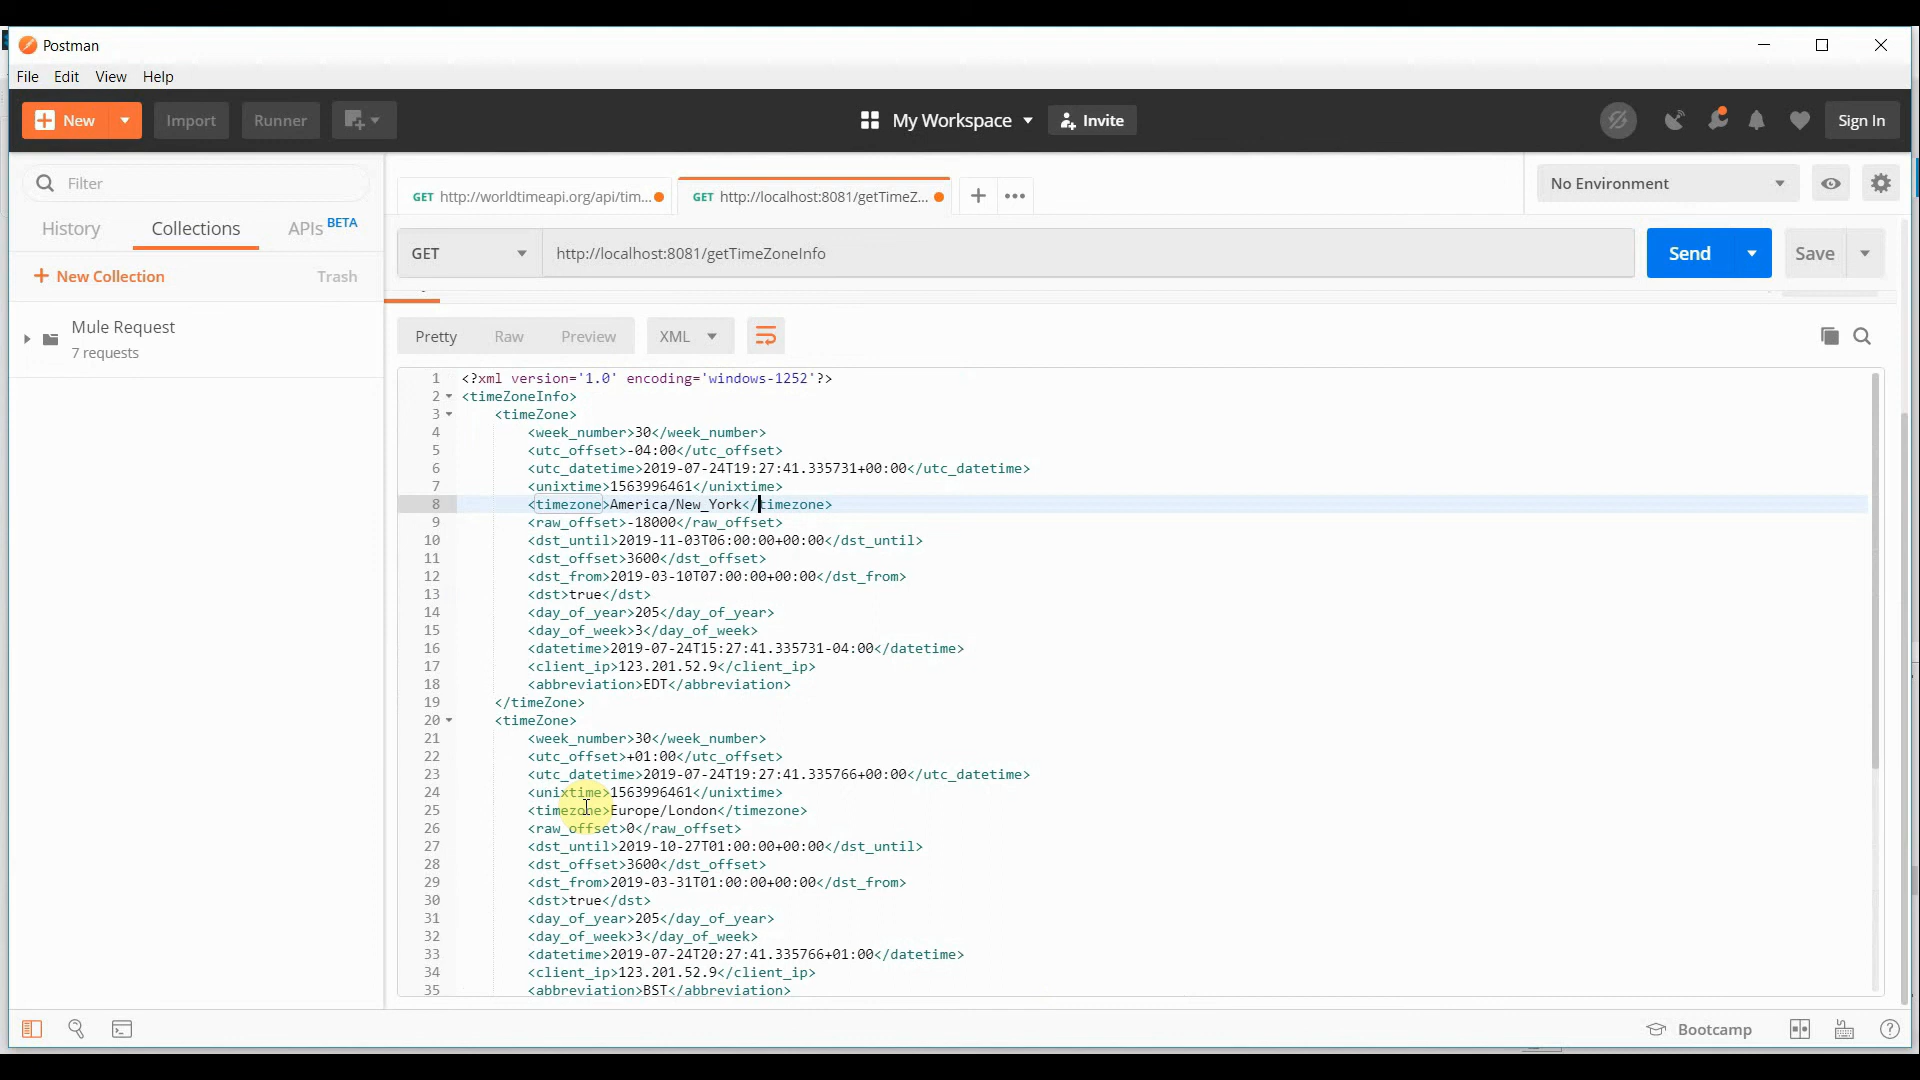 Postman
File Edit View Help
New Import Runner My Workspace Invite Sign In
Filter
History Collections APIs BETA
New Collection Trash
Mule Request
7 requests
GET http://worldtimeapi.org/api/tim... GET http://localhost:8081/getTimeZ... No Environment
GET http://localhost:8081/getTimeZoneInfo Send Save
Pretty Raw Preview XML
1 <?xml version='1.0' encoding='windows-1252'?>
2 <timeZoneInfo>
3 <timeZone>
4 <week_number>30</week_number>
5 <utc_offset>-04:00</utc_offset>
6 <utc_datetime>2019-07-24T19:27:41.335731+00:00</utc_datetime>
7 <unixtime>1563996461</unixtime>
8 <timezone>America/New_York</timezone>
9 <raw_offset>-18000</raw_offset>
10 <dst_until>2019-11-03T06:00:00+00:00</dst_until>
11 <dst_offset>3600</dst_offset>
12 <dst_from>2019-03-10T07:00:00+00:00</dst_from>
13 <dst>true</dst>
14 <day_of_year>205</day_of_year>
15 <day_of_week>3</day_of_week>
16 <datetime>2019-07-24T15:27:41.335731-04:00</datetime>
17 <client_ip>123.201.52.9</client_ip>
18 <abbreviation>EDT</abbreviation>
19 </timeZone>
20 <timeZone>
21 <week_number>30</week_number>
22 <utc_offset>+01:00</utc_offset>
23 <utc_datetime>2019-07-24T19:27:41.335766+00:00</utc_datetime>
24 <unixtime>1563996461</unixtime>
25 <timezone>Europe/London</timezone>
26 <raw_offset>0</raw_offset>
27 <dst_until>2019-10-27T01:00:00+00:00</dst_until>
28 <dst_offset>3600</dst_offset>
29 <dst_from>2019-03-31T01:00:00+00:00</dst_from>
30 <dst>true</dst>
31 <day_of_year>205</day_of_year>
32 <day_of_week>3</day_of_week>
33 <datetime>2019-07-24T20:27:41.335766+01:00</datetime>
34 <client_ip>123.201.52.9</client_ip>
35 <abbreviation>BST</abbreviation>
Bootcamp